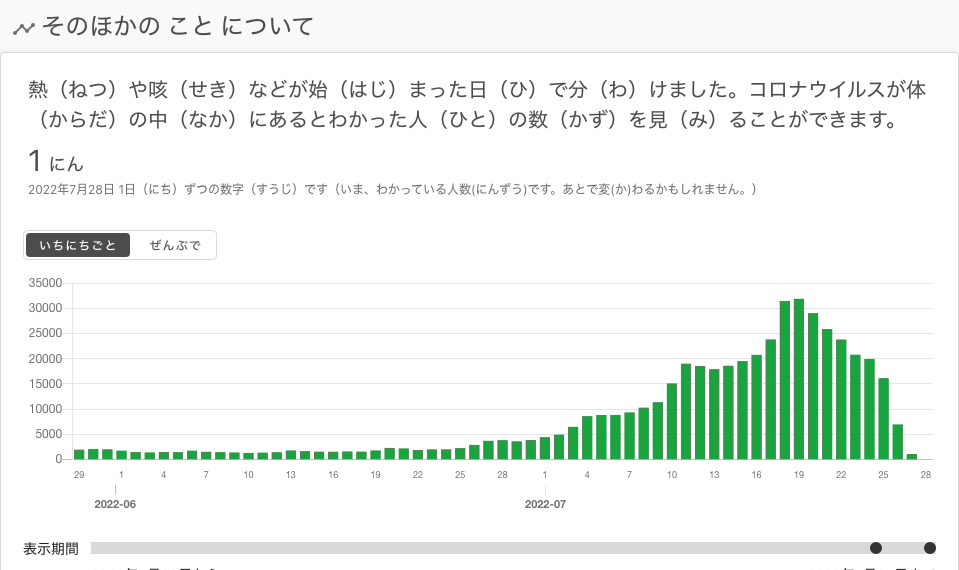 そのほかの こと について
熱（ねつ）や咳（せき）などが始（はじ）まった日（ひ）で分（わ）けました。コロナウイルスが体
（からだ）の中（なか）にあるとわかった人（ひと）の数（かず）を見（み）ることができます。
1 にん
2022年7月28日 1日（にち）ずつの数字（すうじ）です（いま、わかっている人数(にんずう)です。あとで変(か)わるかもしれません。）
いちにちごと ぜんぶで
35000
30000
25000
20000
15000
10000
5000
0
29 1 4 7 10 13 16 19 22 25 28 1 4 7 10 13 16 19 22 25 28
2022-06 2022-07
表示期間